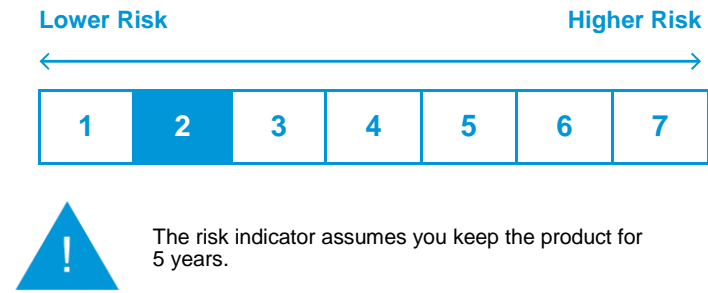 Lower Risk Higher Risk
1 2 3 4 5 6 7
!
The risk indicator assumes you keep the product for
5 years.